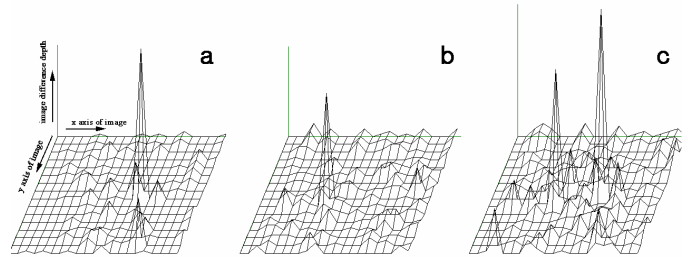 a
b
c
image difference depth
x axis of image
y axis of image